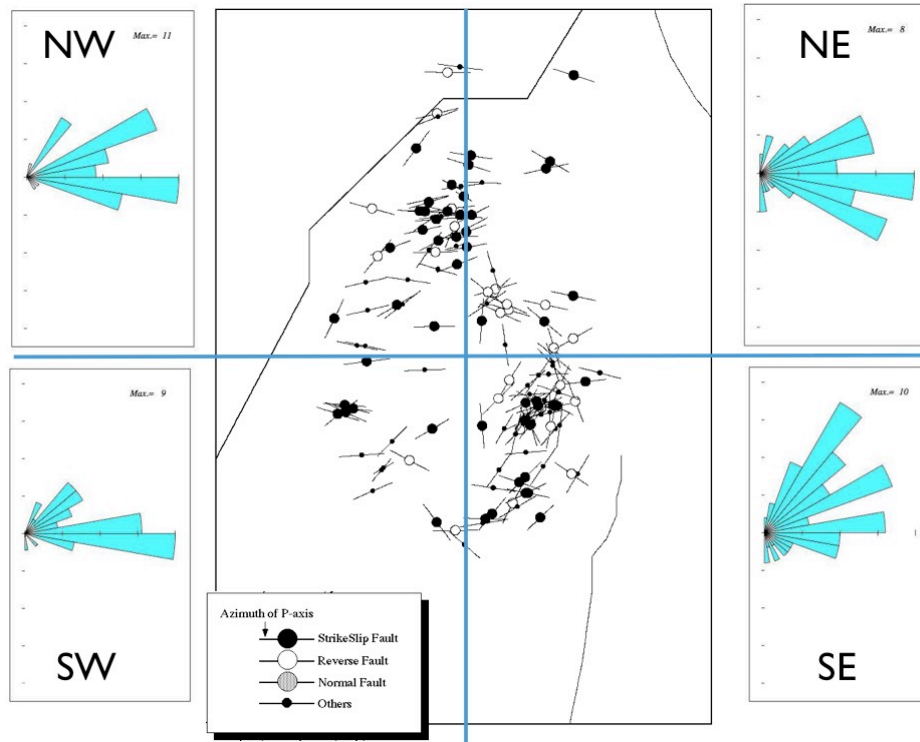 NW
Max.= 11
NE
Max.= 8
Max.= 9
SW
Max.= 10
SE
Azimuth of P-axis
StrikeSlip Fault
Reverse Fault
Normal Fault
Others